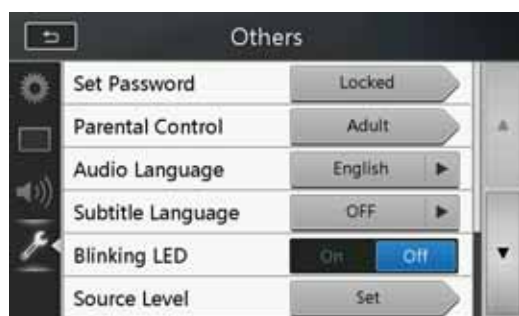 Others
Set Password Locked
Parental Control Adult
Audio Language English
Subtitle Language OFF
Blinking LED On Off
Source Level Set